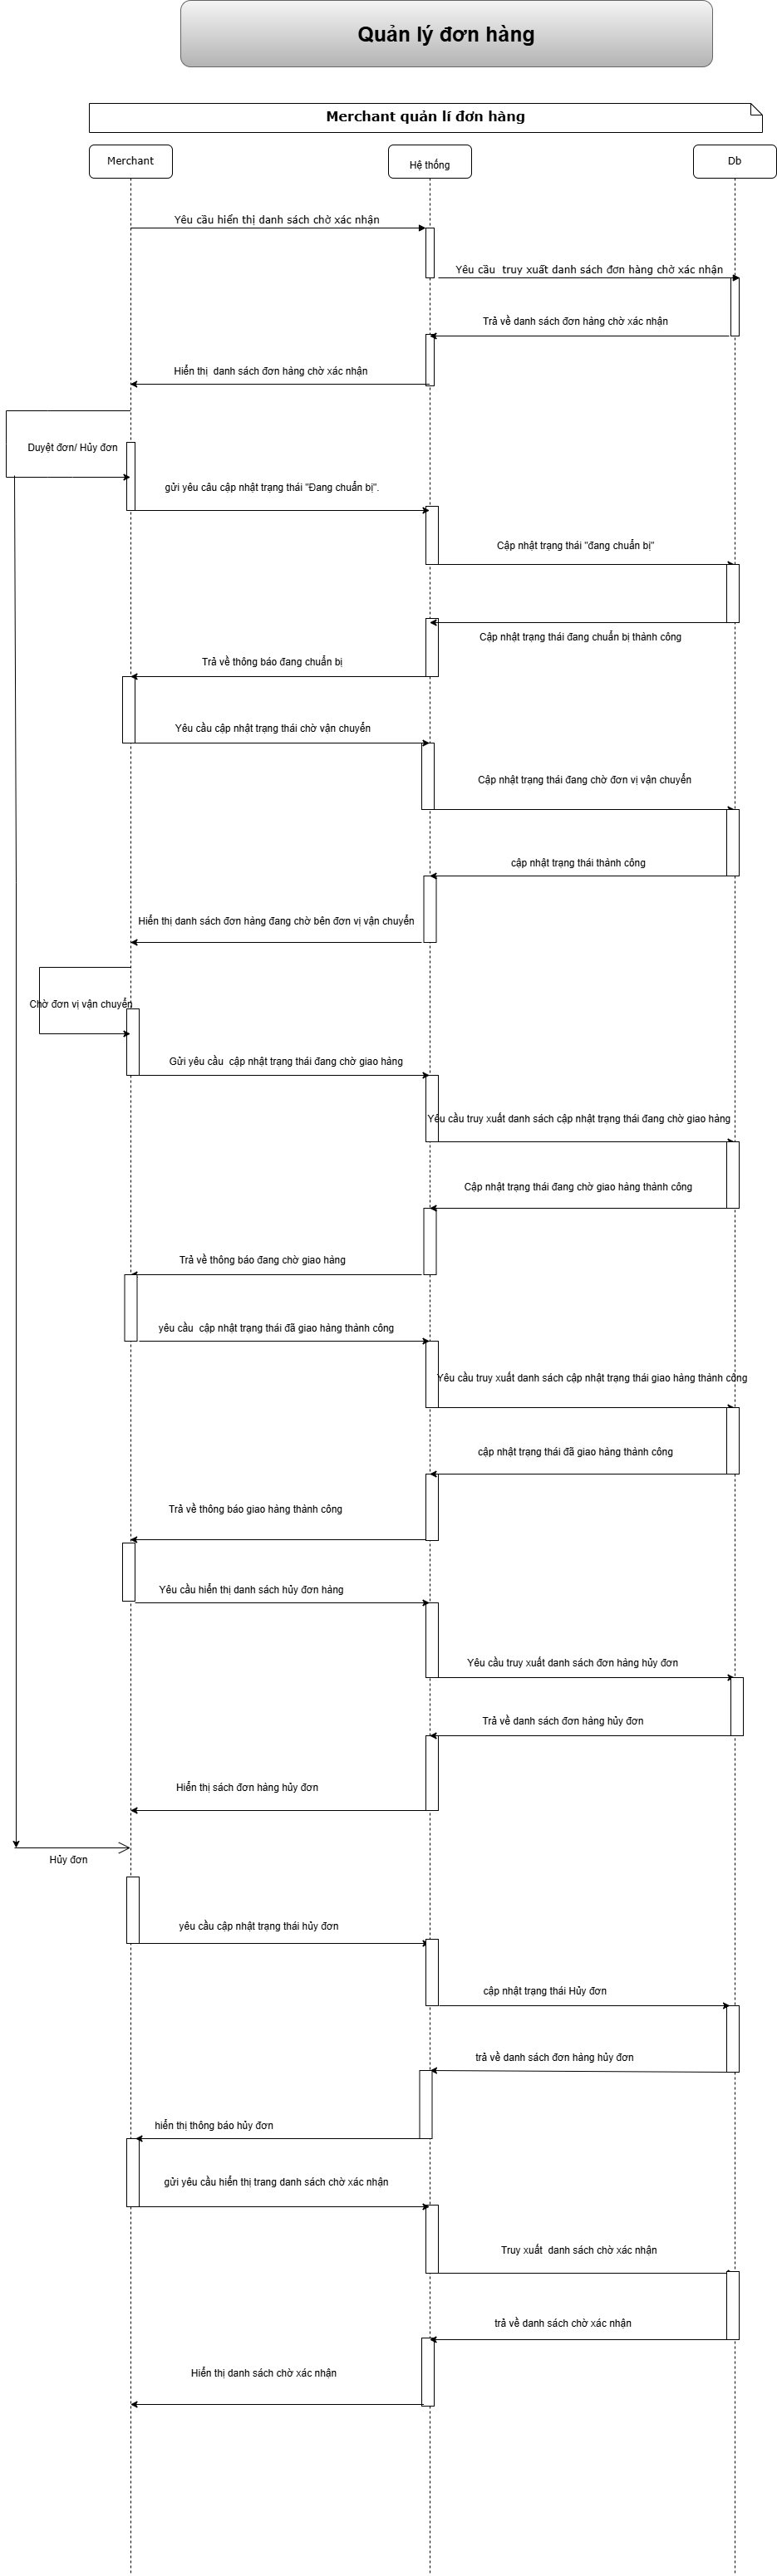 Quản lý đơn hàng
Merchant quản lí đơn hàng
Merchant
Hệ thống
Db
Yêu cầu hiển thị danh sách chờ xác nhận
Yêu cầu  truy xuất danh sách đơn hàng chờ xác nhận
Trả về danh sách đơn hàng chờ xác nhận
Hiển thị  danh sách đơn hàng chờ xác nhận
Duyệt đơn/ Hủy đơn
gửi yêu câu cập nhật trạng thái "Đang chuẩn bị".
Cập nhật trạng thái "đang chuẩn bị"
Cập nhật trạng thái đang chuẩn bị thành công
Trả về thông báo đang chuẩn bị
Yêu cầu cập nhật trạng thái chờ vận chuyển
Cập nhật trạng thái đang chờ đơn vị vận chuyển
cập nhật trạng thái thành công
Hiển thị danh sách đơn hàng đang chờ bên đơn vị vận chuyển
Chờ đơn vị vận chuyển
Gửi yêu cầu  cập nhật trạng thái đang chờ giao hàng
Yêu cầu truy xuất danh sách cập nhật trạng thái đang chờ giao hàng
Cập nhật trạng thái đang chờ giao hàng thành công
Trả về thông báo đang chờ giao hàng
yêu cầu  cập nhật trạng thái đã giao hàng thành công
Yêu cầu truy xuất danh sách cập nhật trạng thái giao hàng thành công
cập nhật trạng thái đã giao hàng thành công
Trả về thông báo giao hàng thành công
Yêu cầu hiển thị danh sách hủy đơn hàng
Yêu cầu truy xuất danh sách đơn hàng hủy đơn
Trả về danh sách đơn hàng hủy đơn
Hiển thị sách đơn hàng hủy đơn
Hủy đơn
yêu cầu cập nhật trạng thái hủy đơn
cập nhật trạng thái Hủy đơn
trả về danh sách đơn hàng hủy đơn
hiển thị thông báo hủy đơn
gửi yêu cầu hiển thị trang danh sách chờ xác nhận
Truy xuất  danh sách chờ xác nhận
trả về danh sách chờ xác nhận
Hiển thị danh sách chờ xác nhận